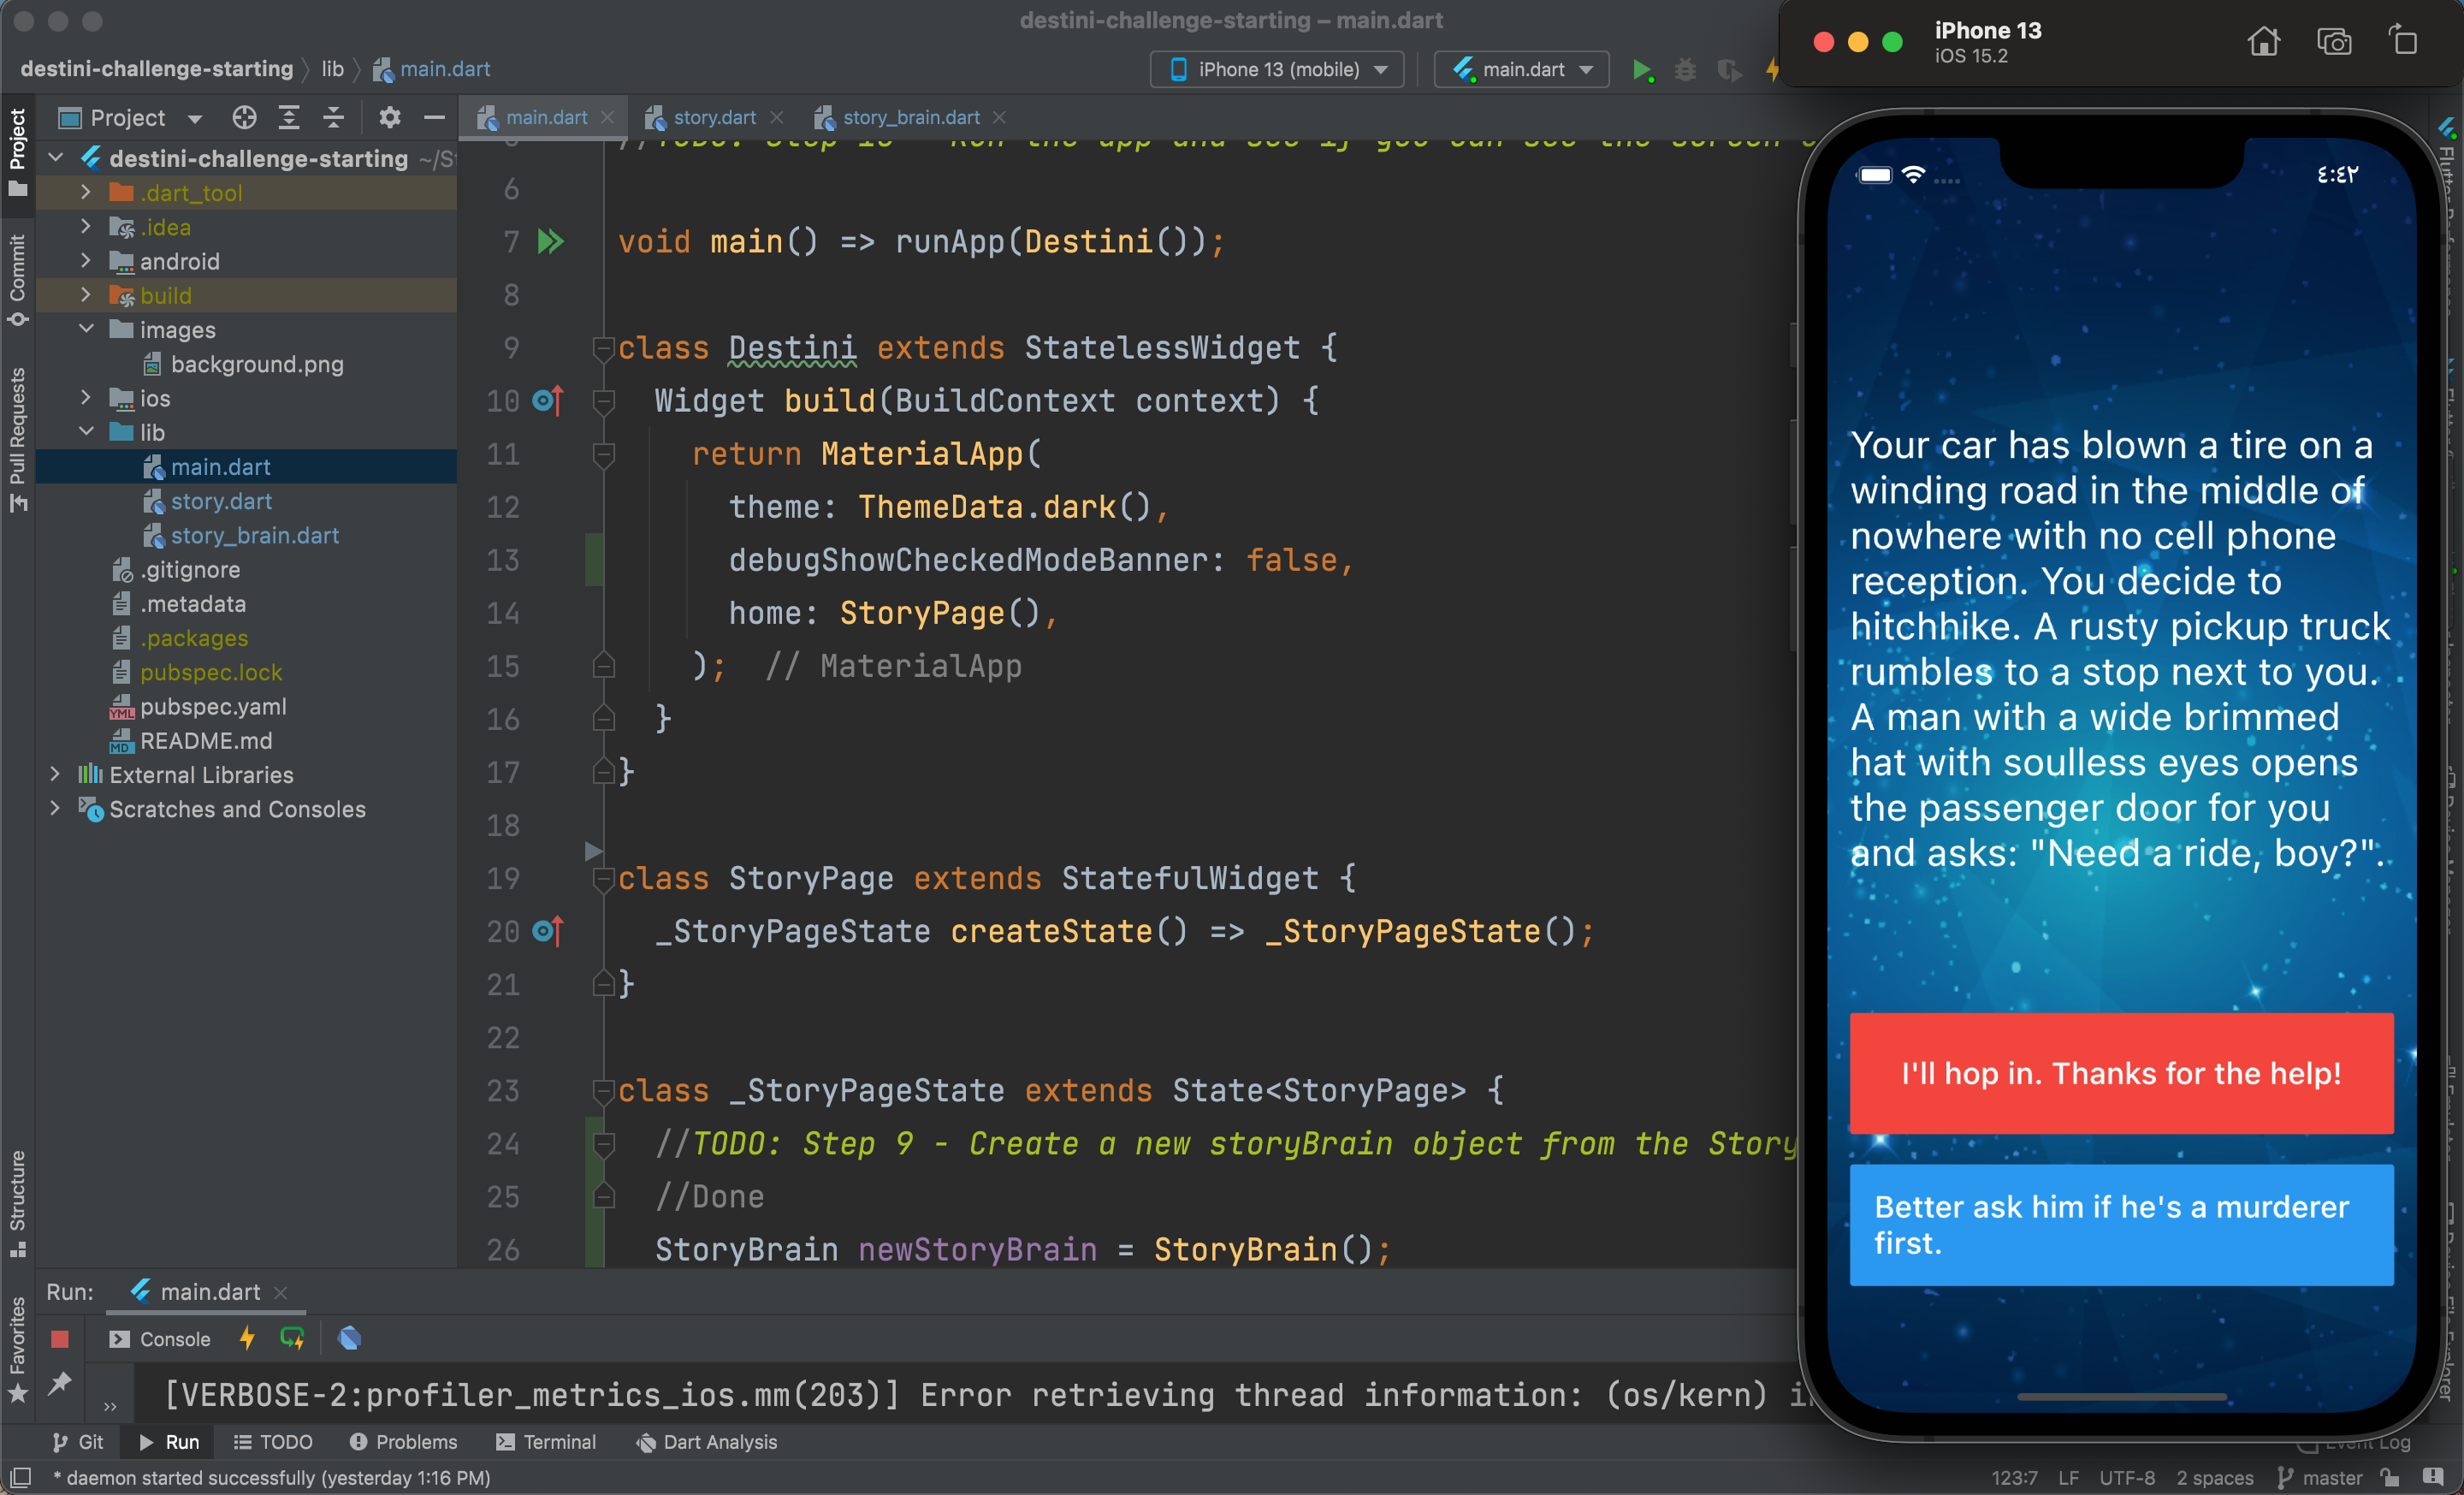 destini-challenge-starting – main.dart
destini-challenge-starting
lib
main.dart
iPhone 13 (mobile)
main.dart
Project
main.dart
story.dart
story_brain.dart
Project
Commit
Pull Requests
Structure
Favorites
destini-challenge-starting
.dart_tool
.idea
android
build
images
background.png
ios
lib
main.dart
story.dart
story_brain.dart
.gitignore
.metadata
.packages
pubspec.lock
pubspec.yaml
README.md
External Libraries
Scratches and Consoles
6
7 void main() => runApp(Destini());
8
9 class Destini extends StatelessWidget {
10 Widget build(BuildContext context) {
11 return MaterialApp(
12 theme: ThemeData.dark(),
13 debugShowCheckedModeBanner: false,
14 home: StoryPage(),
15 ); // MaterialApp
16 }
17 }
18
19 class StoryPage extends StatefulWidget {
20 _StoryPageState createState() => _StoryPageState();
21 }
22
23 class _StoryPageState extends State<StoryPage> {
24 //TODO: Step 9 - Create a new storyBrain object from the Story
25 //Done
26 StoryBrain newStoryBrain = StoryBrain();
Run:
main.dart
Console
[VERBOSE-2:profiler_metrics_ios.mm(203)] Error retrieving thread information: (os/kern)
Git
Run
TODO
Problems
Terminal
Dart Analysis
Event Log
* daemon started successfully (yesterday 1:16 PM)
123:7
LF
UTF-8
2 spaces
master
iPhone 13
iOS 15.2
٤:٤٢
Your car has blown a tire on a
winding road in the middle of
nowhere with no cell phone
reception. You decide to
hitchhike. A rusty pickup truck
rumbles to a stop next to you.
A man with a wide brimmed
hat with soulless eyes opens
the passenger door for you
and asks: "Need a ride, boy?".
I'll hop in. Thanks for the help!
Better ask him if he's a murderer
first.